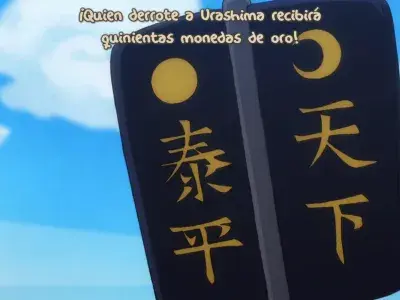 ¡Quien derrote a Urashima recibirá
quinientas monedas de oro!
天下
泰平